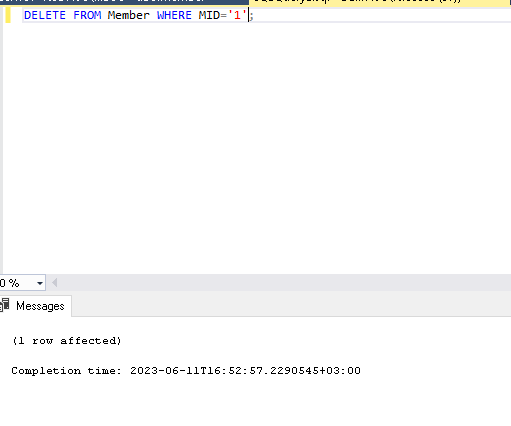 DELETE FROM Member WHERE MID='1';
0 %
Messages
(1 row affected)
Completion time: 2023-06-11T16:52:57.2290545+03:00